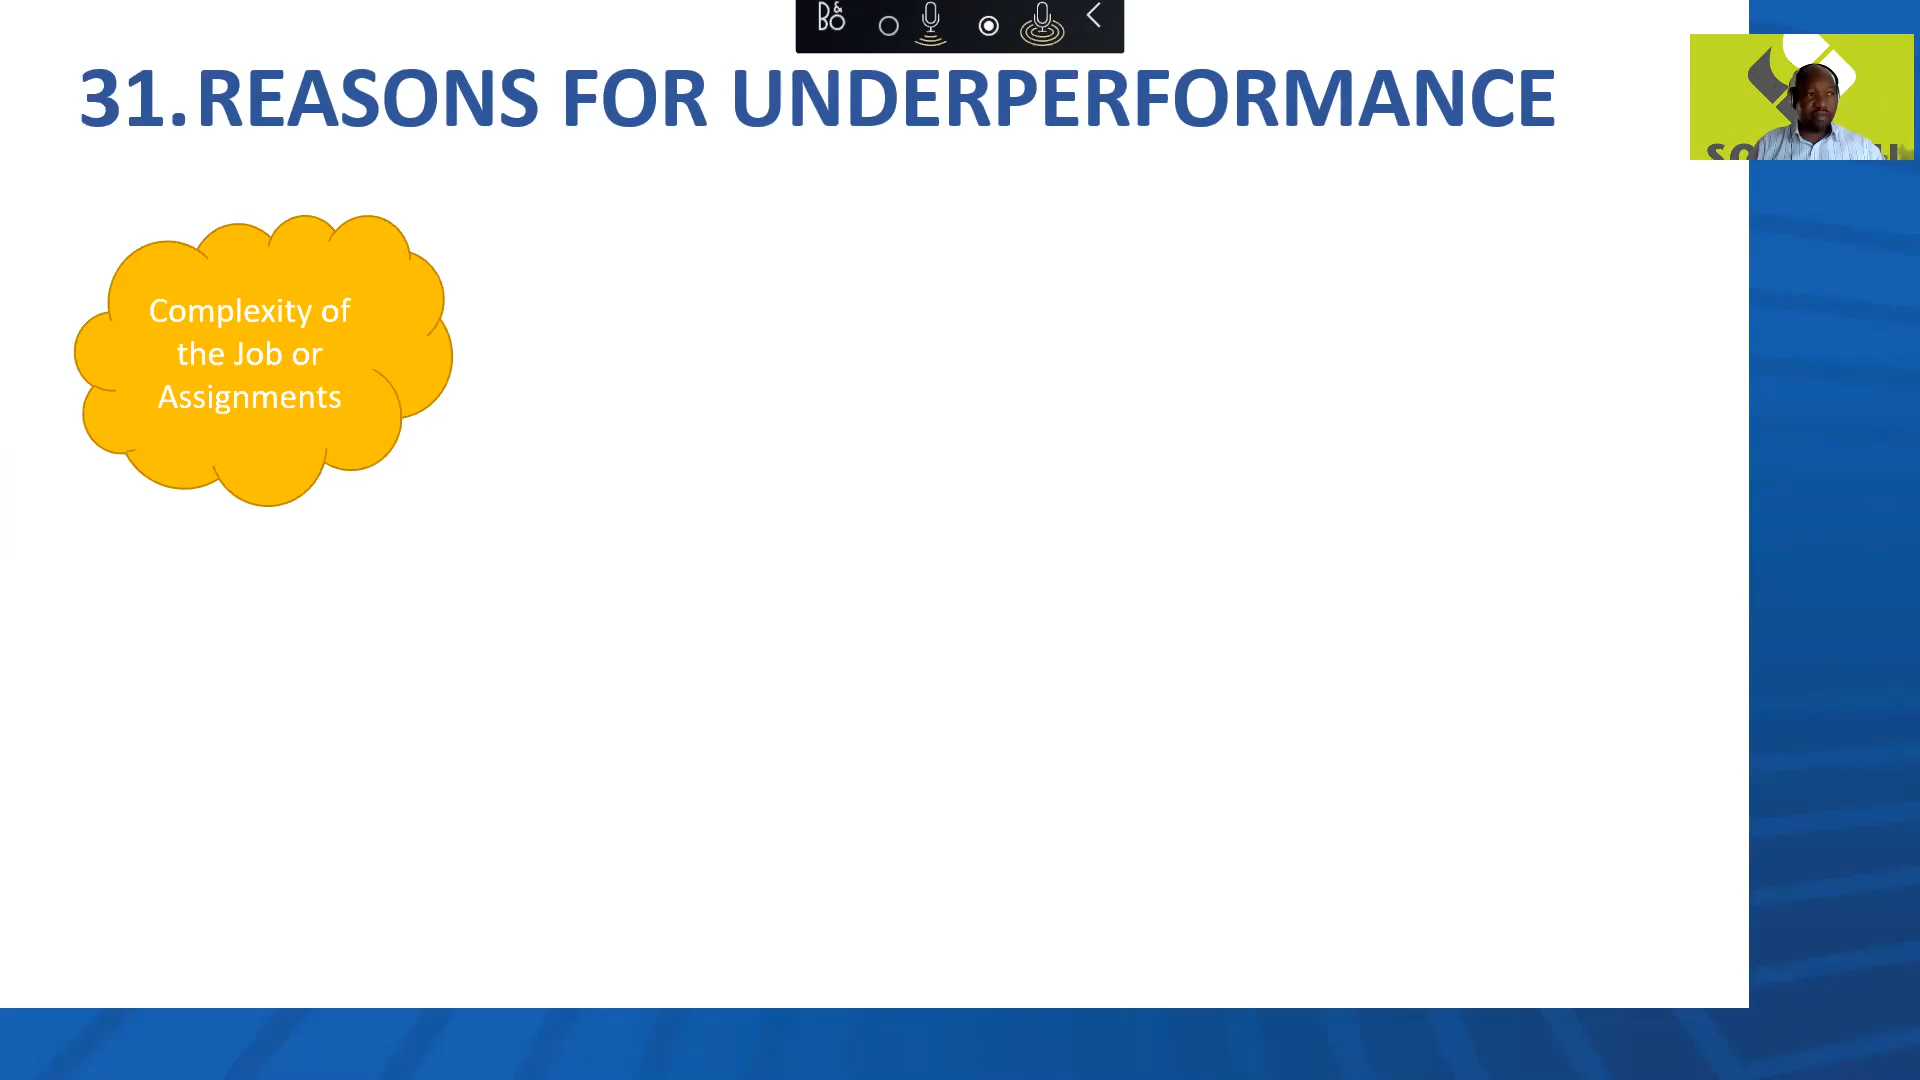 B&O
31. REASONS FOR UNDERPERFORMANCE
Complexity of
the Job or
Assignments